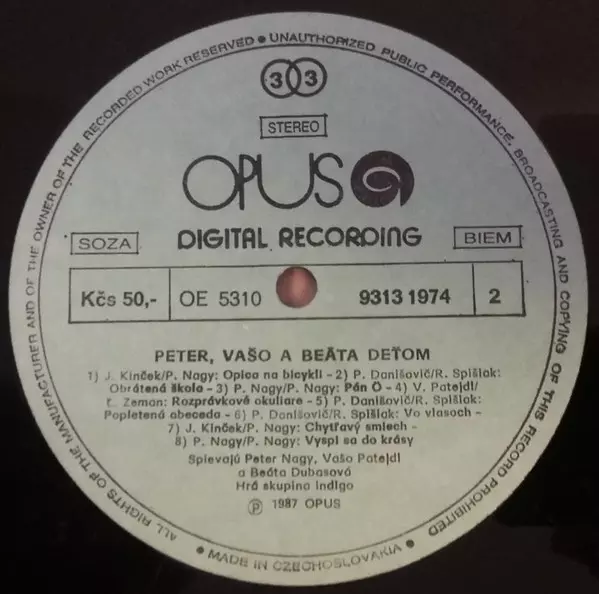 ALL RIGHTS OF THE MANUFACTURER AND OF THE OWNER OF THE RECORDED WORK RESERVED • UNAUTHORIZED PUBLIC PERFORMANCE, BROADCASTING AND COPYING OF THIS RECORD PROHIBITED
33
STEREO
OPUS
SOZA DIGITAL RECORDING BIEM
Kčs 50,- OE 5310 9313 1974 2
PETER, VAŠO A BEÁTA DEŤOM
1) J. Kinček/P. Nagy: Opica na bicykli - 2) P. Danišovič/R. Spišlak:
Obrátená škola - 3) P. Nagy/P. Nagy: Pán Ö - 4) V. Patejdl/
Ľ. Zeman: Rozprávkové okuliare - 5) P. Danišovič/R. Spišlak:
Popletená abeceda - 6) P. Danišovič/R. Spišlak: Vo vlasoch -
7) J. Kinček/P. Nagy: Chytľavý smiech -
8) P. Nagy/P. Nagy: Vyspi sa do krásy
Spievajú Peter Nagy, Vašo Patejdl
a Beáta Dubasová
Hrá skupina Indigo
Ⓟ 1987 OPUS
• MADE IN CZECHOSLOVAKIA •